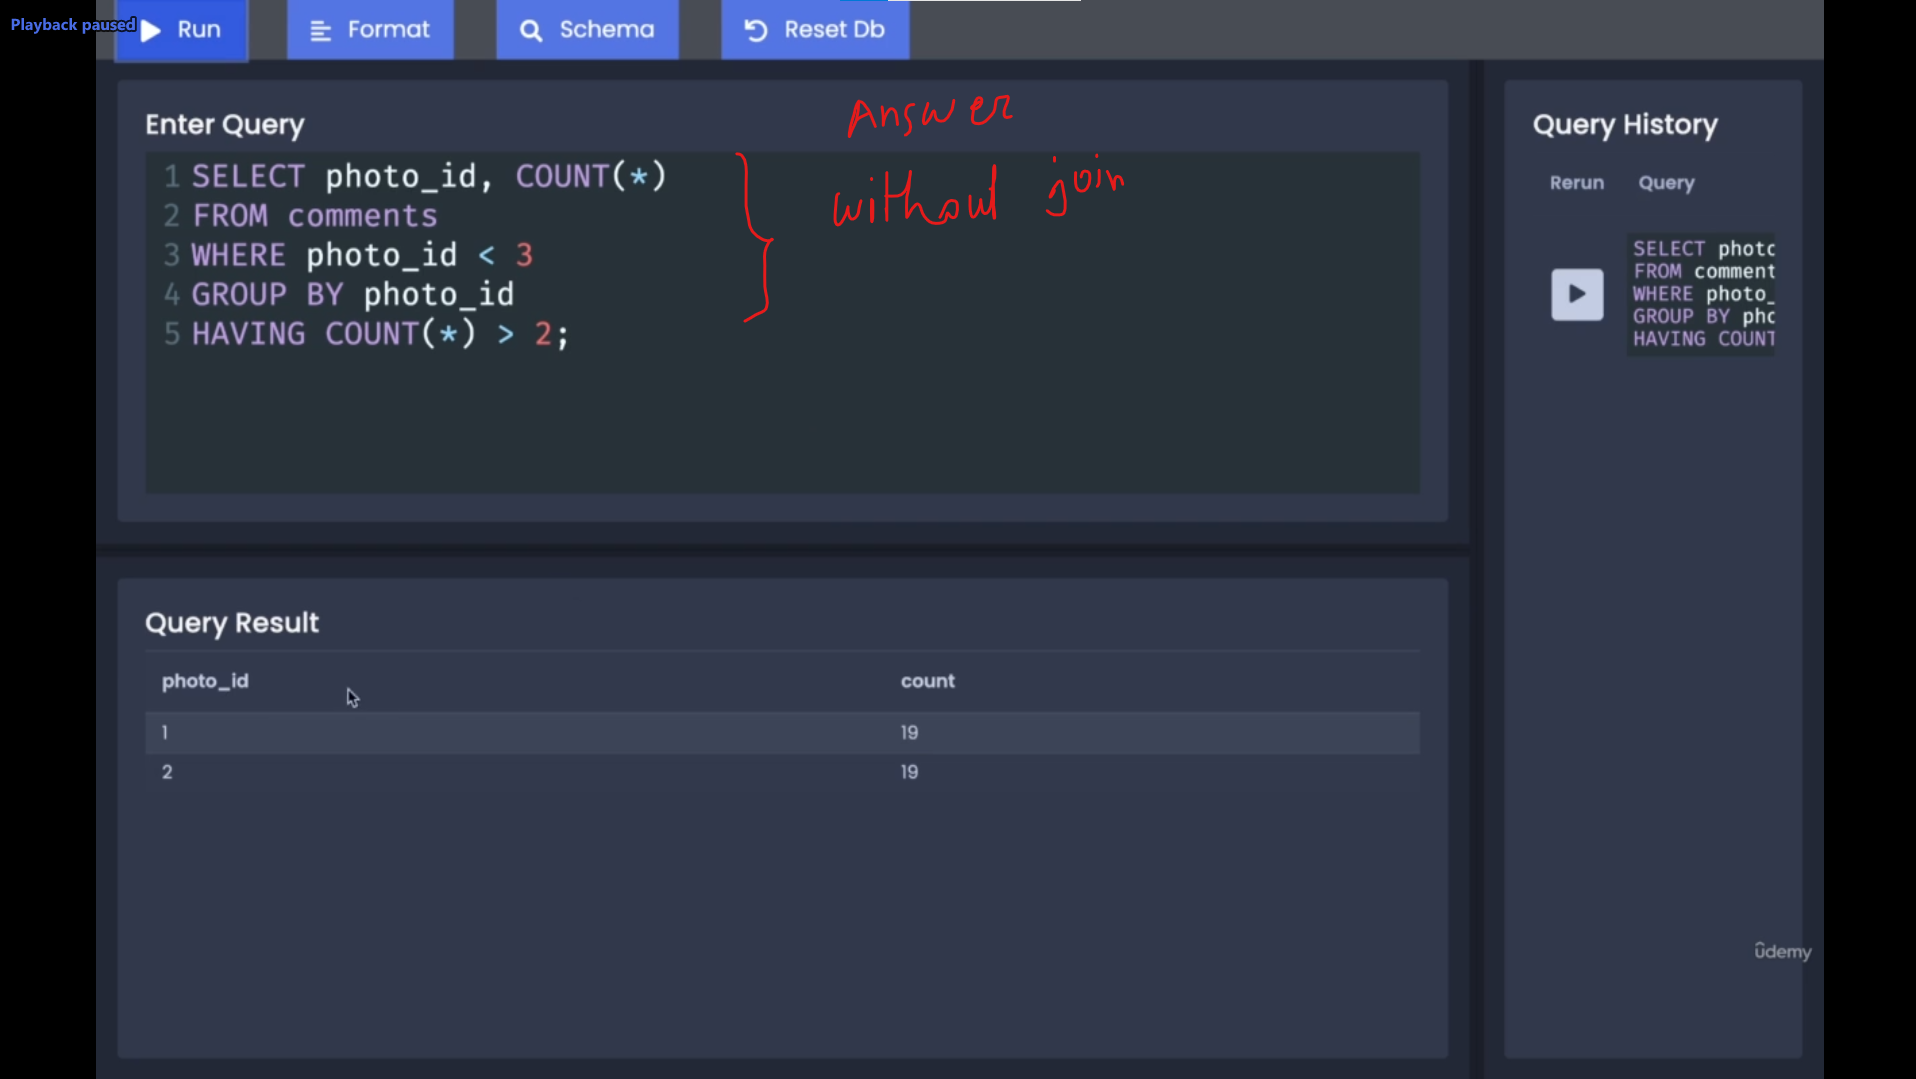 Playback paused
Run Format Schema Reset Db
Enter Query
Answer
without join
1 SELECT photo_id, COUNT(*)
2 FROM comments
3 WHERE photo_id < 3
4 GROUP BY photo_id
5 HAVING COUNT(*) > 2;
Query Result
photo_id count
1 19
2 19
Query History
Rerun Query
SELECT photo
FROM comment
WHERE photo_
GROUP BY pho
HAVING COUNT
ûdemy